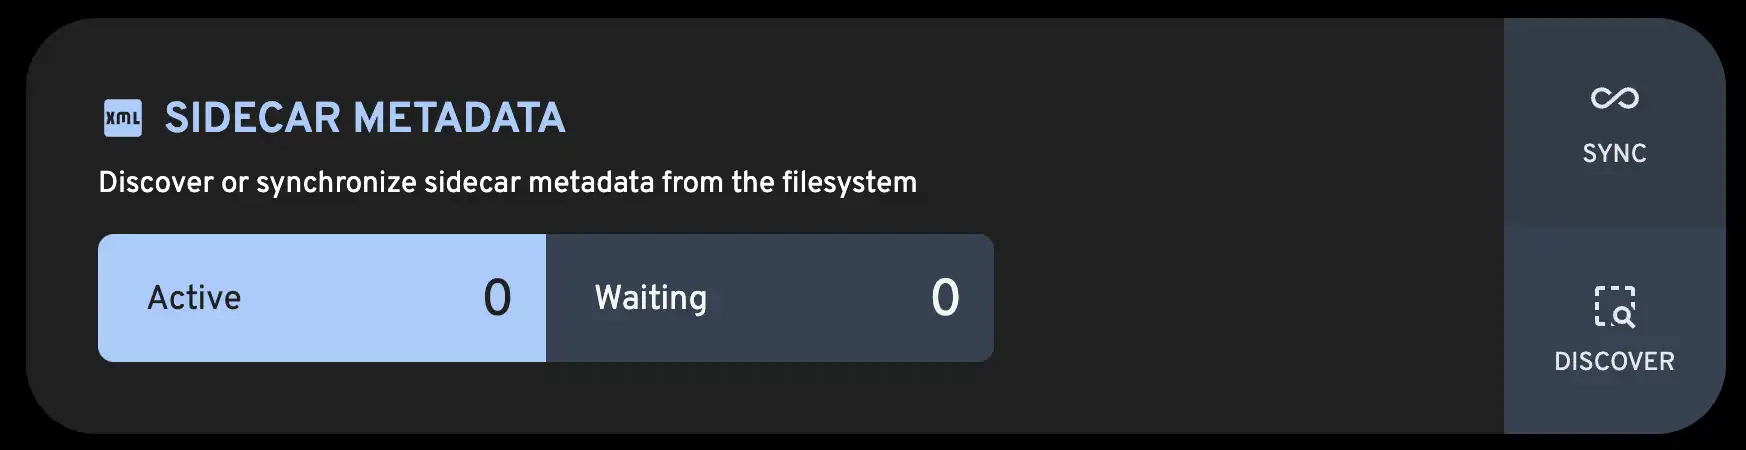 XML SIDECAR METADATA
Discover or synchronize sidecar metadata from the filesystem
Active 0 Waiting 0
SYNC
DISCOVER